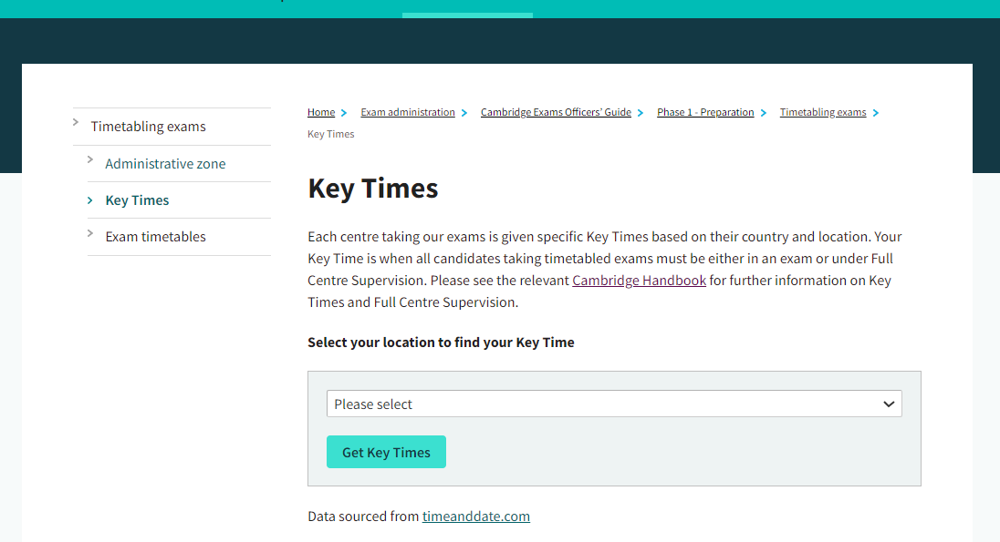 Timetabling exams
Administrative zone
Key Times
Exam timetables
Home > Exam administration > Cambridge Exams Officers' Guide > Phase 1 - Preparation > Timetabling exams >
Key Times
Key Times
Each centre taking our exams is given specific Key Times based on their country and location. Your
Key Time is when all candidates taking timetabled exams must be either in an exam or under Full
Centre Supervision. Please see the relevant Cambridge Handbook for further information on Key
Times and Full Centre Supervision.
Select your location to find your Key Time
Please select
Get Key Times
Data sourced from timeanddate.com